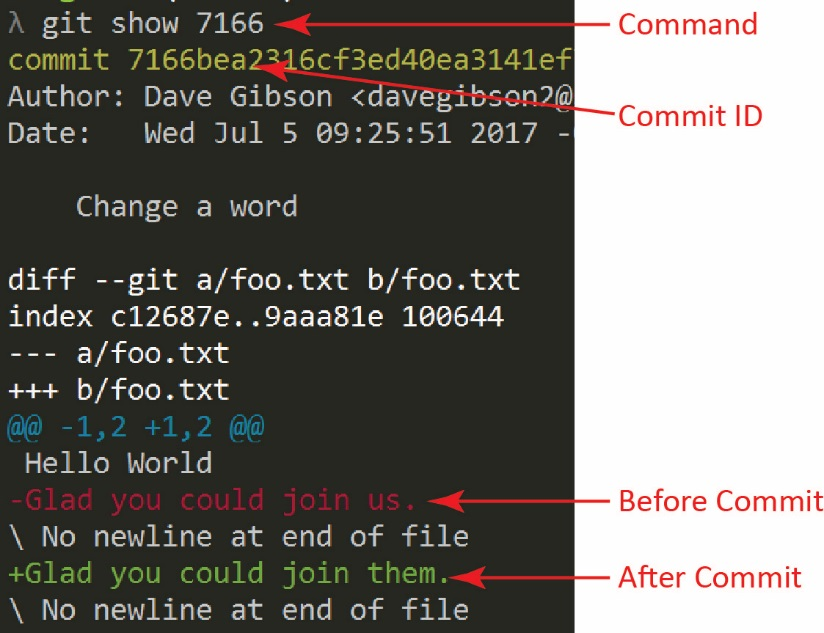 λ git show 7166
Command
commit 7166bea2316cf3ed40ea3141ef
Author: Dave Gibson <davegibson2@
Commit ID
Date:   Wed Jul 5 09:25:51 2017 -
Change a word
diff --git a/foo.txt b/foo.txt
index c12687e..9aaa81e 100644
--- a/foo.txt
+++ b/foo.txt
@@ -1,2 +1,2 @@
Hello World
-Glad you could join us.
Before Commit
\ No newline at end of file
+Glad you could join them.
After Commit
\ No newline at end of file